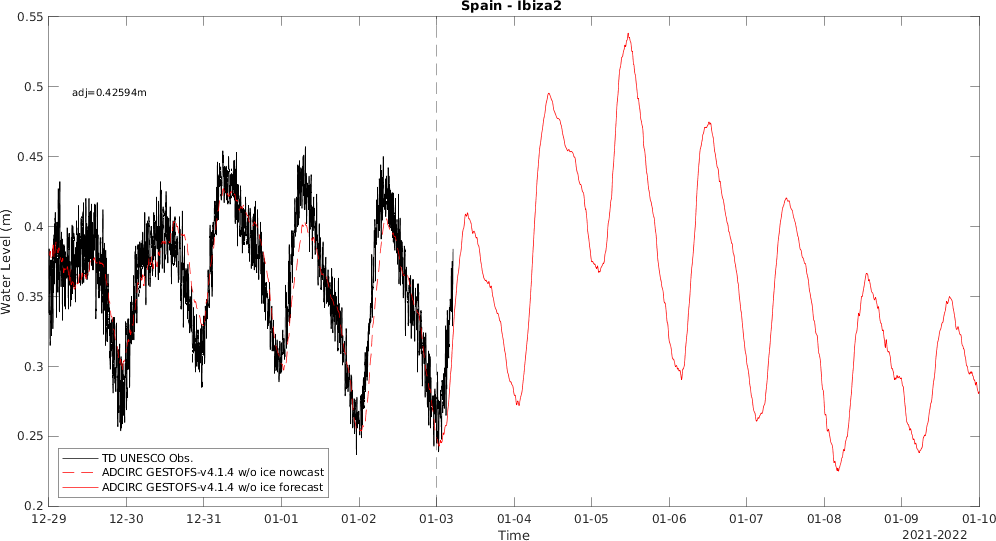 Spain - Ibiza2
0.55
0.5
0.45
0.4
0.35
0.3
0.25
0.2
Water Level (m)
adj=0.42594m
TD UNESCO Obs.
ADCIRC GESTOFS-v4.1.4 w/o ice nowcast
ADCIRC GESTOFS-v4.1.4 w/o ice forecast
12-29 12-30 12-31 01-01 01-02 01-03 01-04 01-05 01-06 01-07 01-08 01-09 01-10
Time
2021-2022